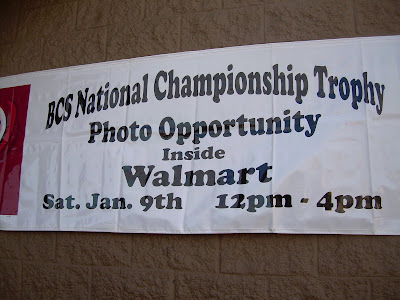 BCS National Championship Trophy
Photo Opportunity
Inside
Walmart
Sat. Jan. 9th 12pm - 4pm